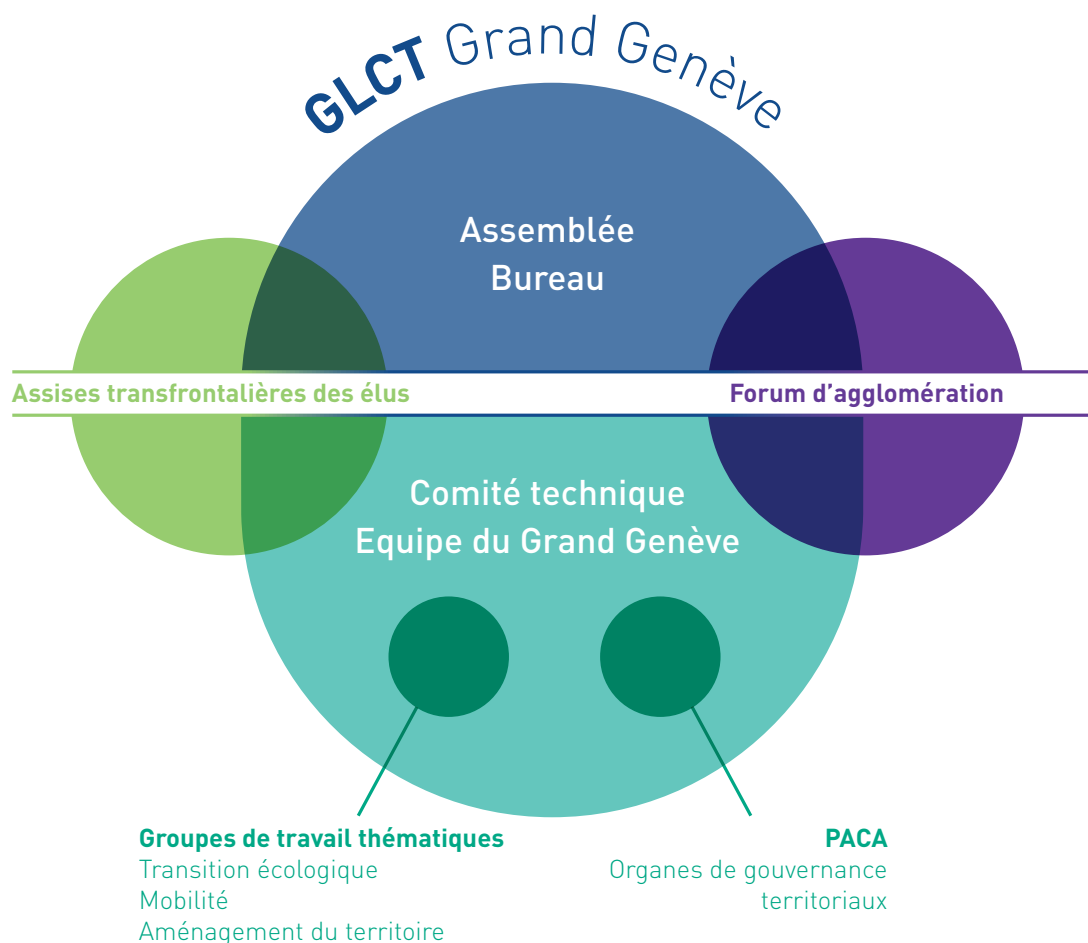 GLCT Grand Genève
Assemblée
Bureau
Assises transfrontalières des élus
Forum d'agglomération
Comité technique
Equipe du Grand Genève
Groupes de travail thématiques
Transition écologique
Mobilité
Aménagement du territoire
PACA
Organes de gouvernance
territoriaux